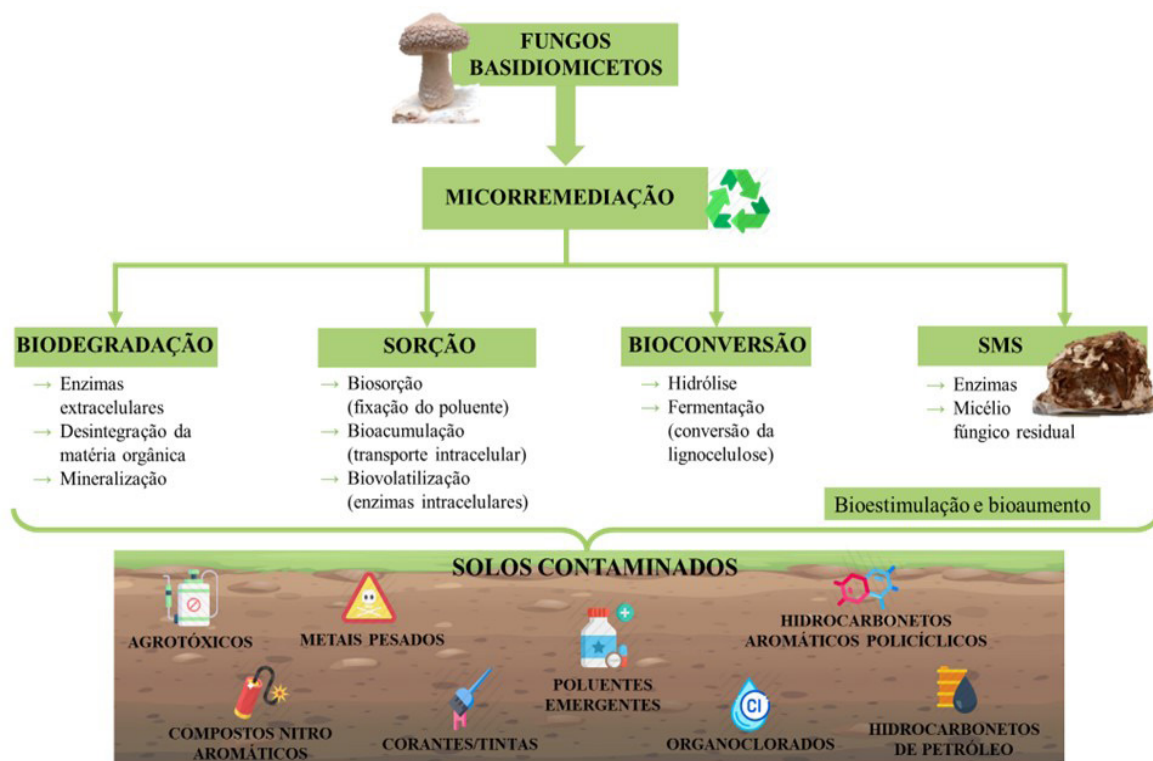 FUNGOS
BASIDIOMICETOS
MICORREMEDIAÇÃO
BIODEGRADAÇÃO
→ Enzimas
extracelulares
→ Desintegração da
matéria orgânica
→ Mineralização
SORÇÃO
→ Biosorção
(fixação do poluente)
→ Bioacumulação
(transporte intracelular)
→ Biovolatilização
(enzimas intracelulares)
BIOCONVERSÃO
→ Hidrólise
→ Fermentação
(conversão da
lignocelulose)
SMS
→ Enzimas
→ Micélio
fúngico residual
Bioestimulação e bioaumento
SOLOS CONTAMINADOS
AGROTÓXICOS
METAIS PESADOS
POLUENTES
EMERGENTES
HIDROCARBONETOS
AROMÁTICOS POLICÍCLICOS
COMPOSTOS NITRO
AROMÁTICOS
CORANTES/TINTAS
Cl
ORGANOCLORADOS
HIDROCARBONETOS
DE PETRÓLEO